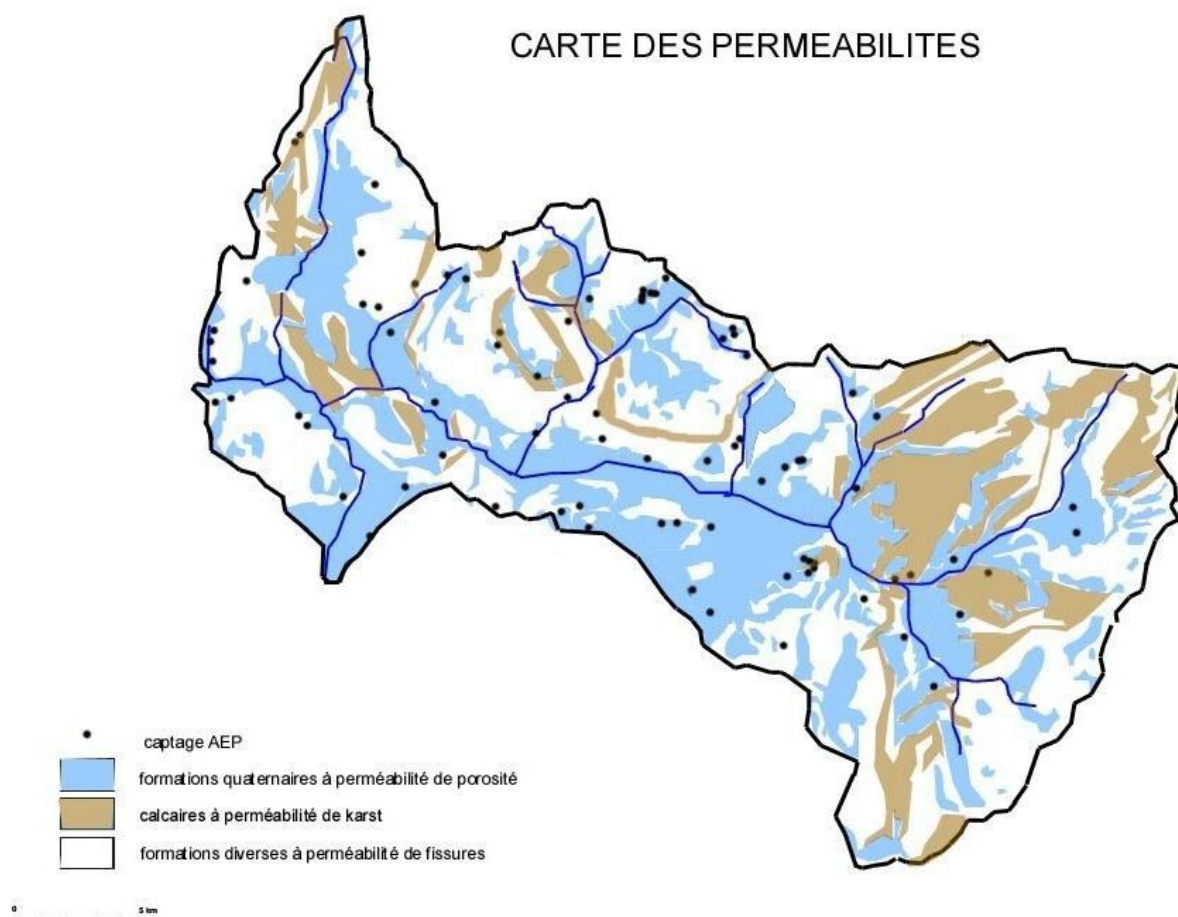 CARTE DES PERMEABILITES
captage AEP
formations quaternaires à perméabilité de porosité
calcaires à perméabilité de karst
formations diverses à perméabilité de fissures
0 5 km